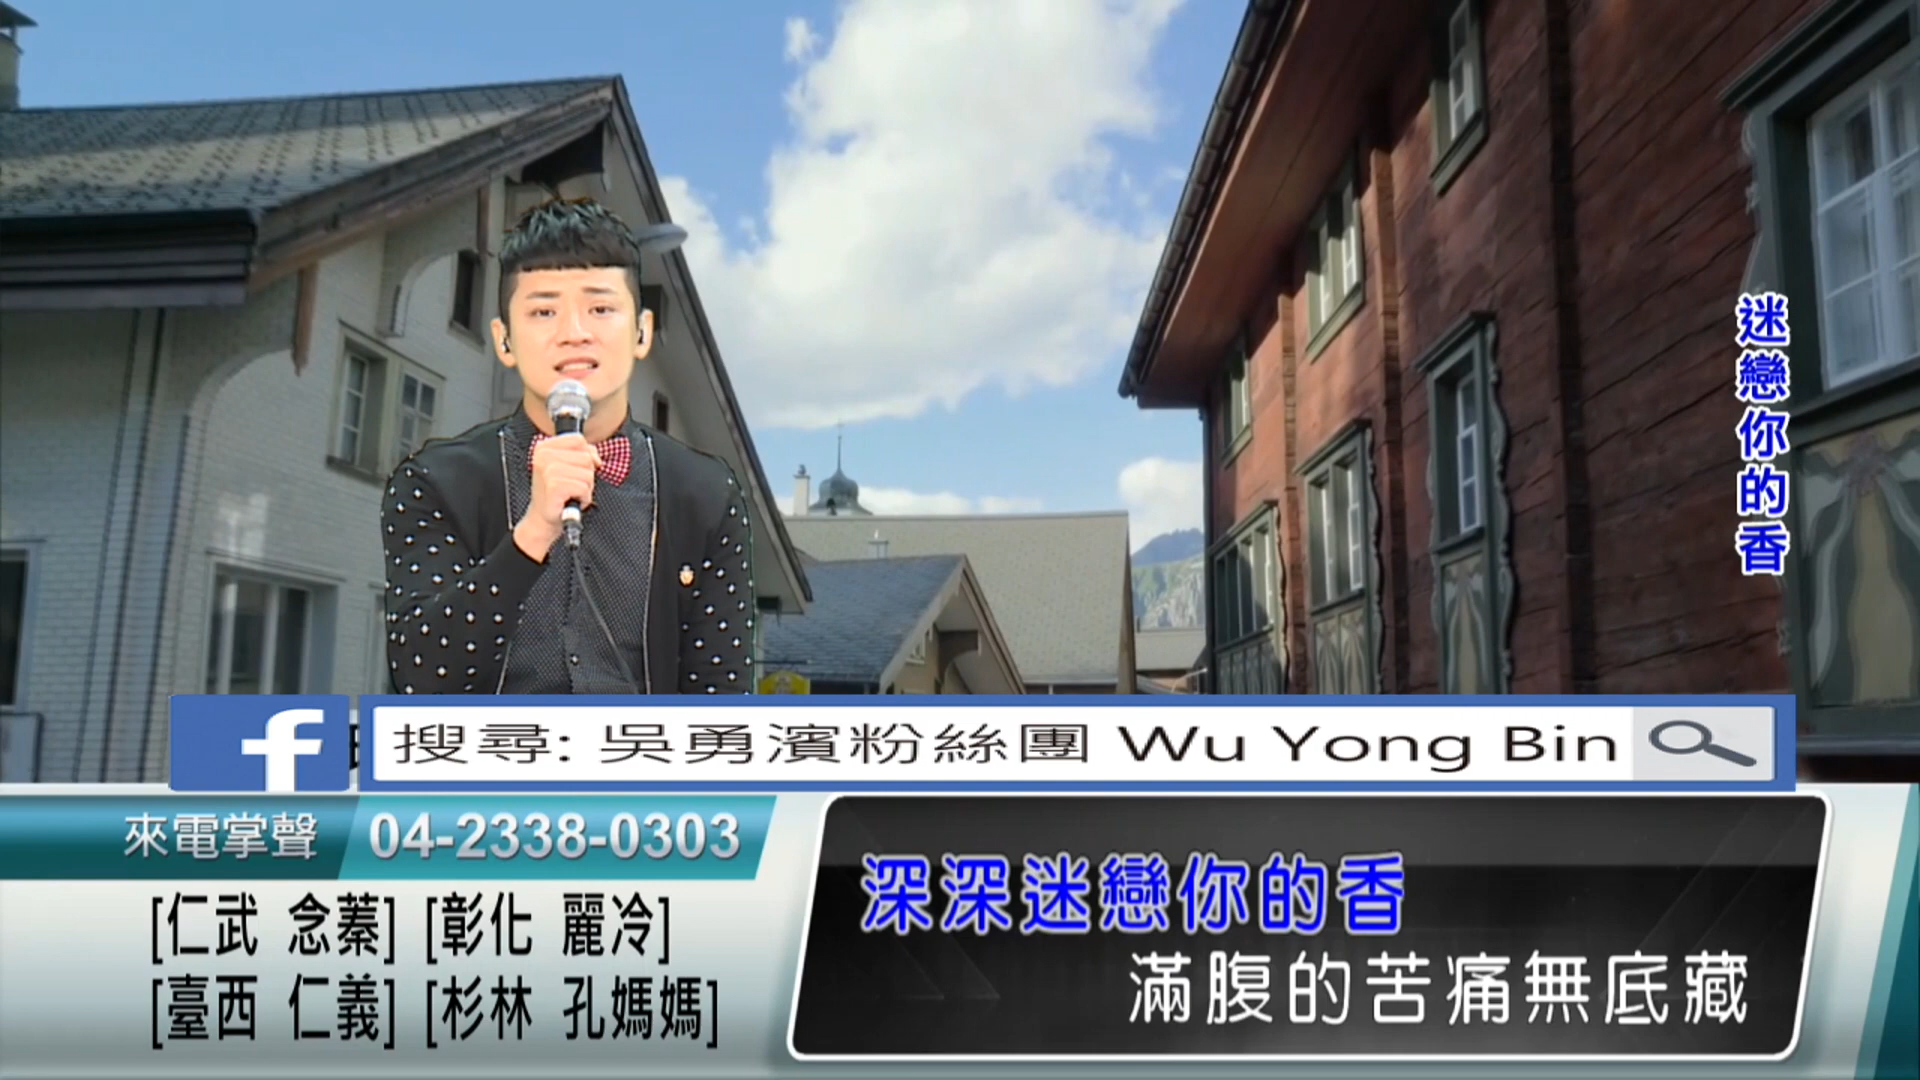 迷戀你的香
f
搜尋: 吳勇濱粉絲團 Wu Yong Bin
來電掌聲 04-2338-0303
[仁武 念蓁] [彰化 麗冷]
[臺西 仁義] [杉林 孔媽媽]
深深迷戀你的香
滿腹的苦痛無底藏